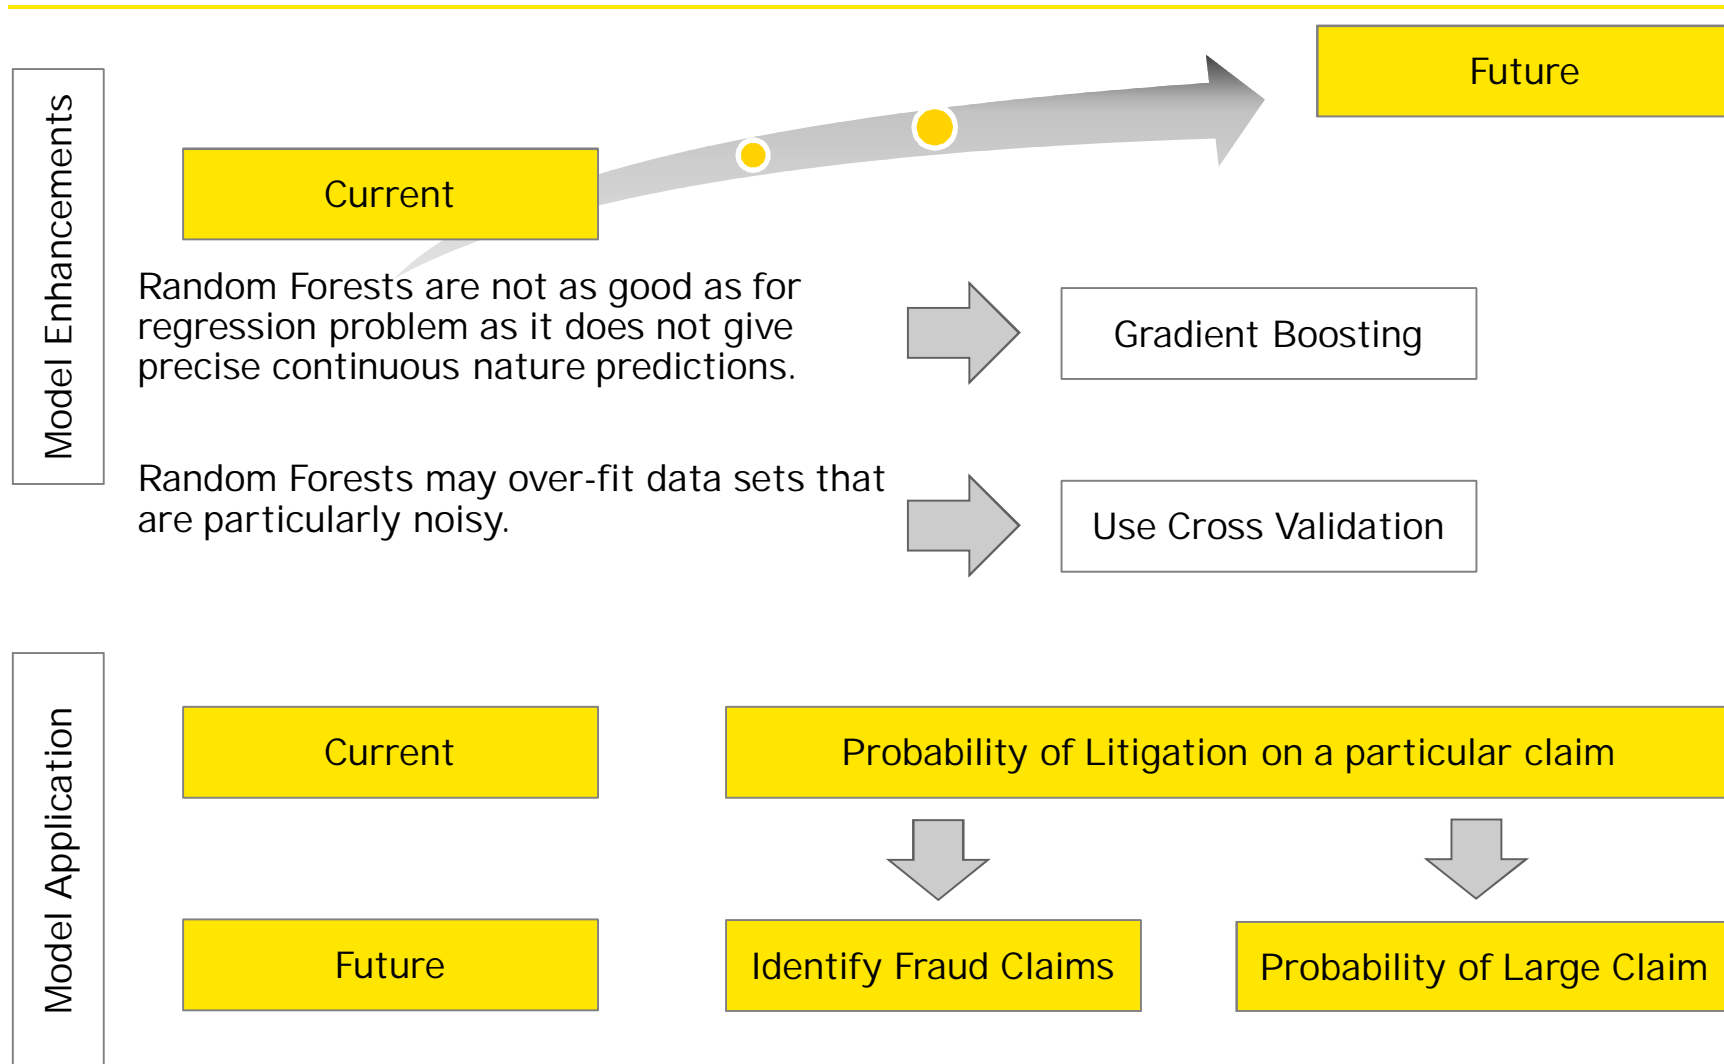 Model Enhancements
Future
Current
Random Forests are not as good as for
regression problem as it does not give
precise continuous nature predictions.
Gradient Boosting
Random Forests may over-fit data sets that
are particularly noisy.
Use Cross Validation
Model Application
Current
Probability of Litigation on a particular claim
Future
Identify Fraud Claims
Probability of Large Claim